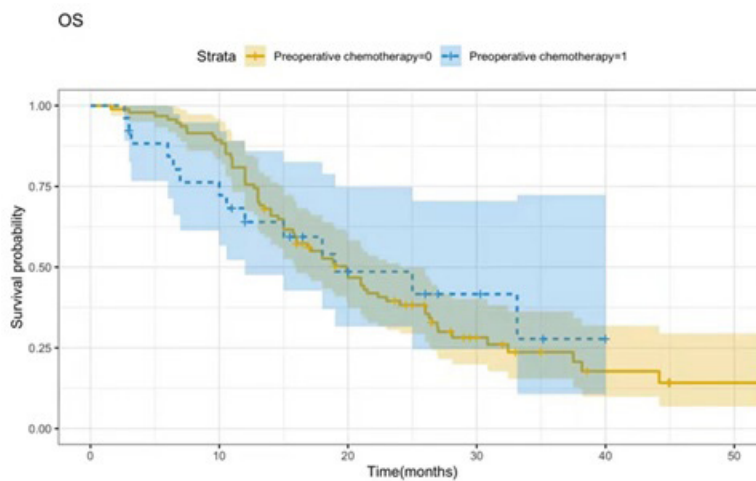 OS
Strata Preoperative chemotherapy=0 Preoperative chemotherapy=1
1.00
0.75
0.50
0.25
0.00
Survival probability
0 10 20 30 40 50
Time(months)